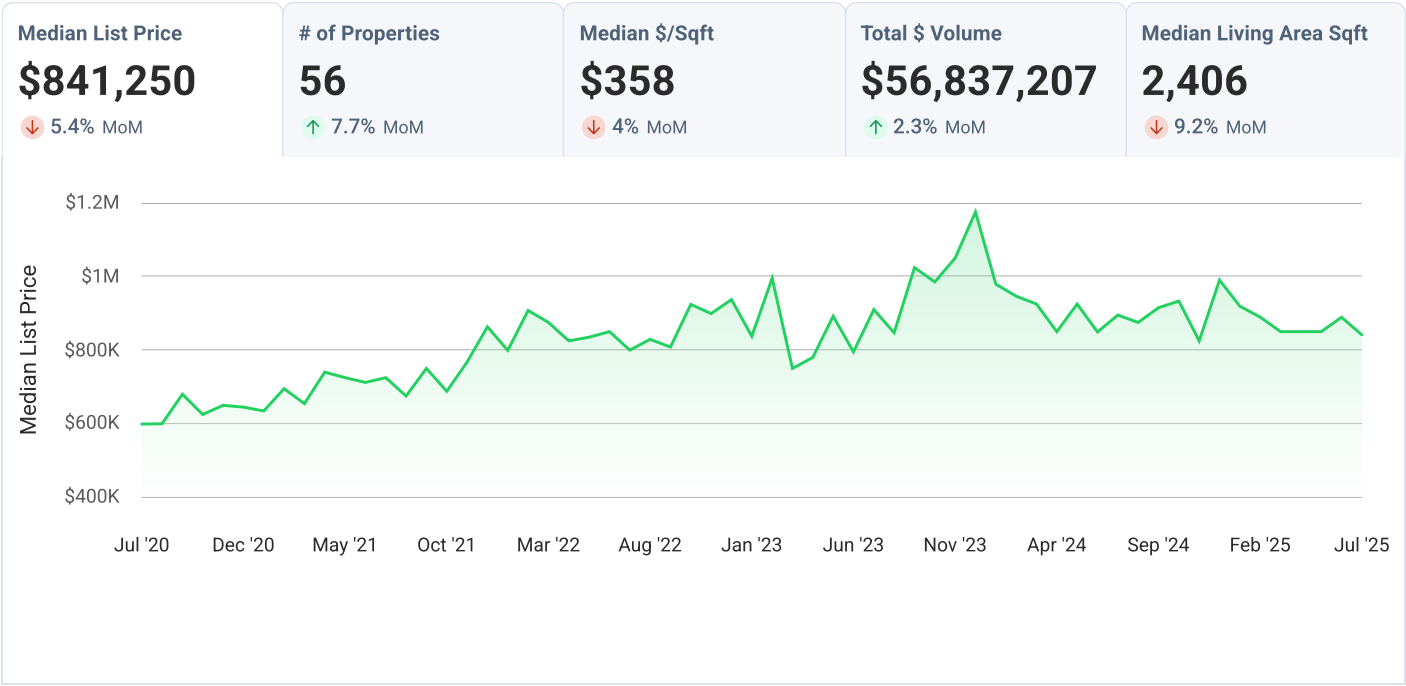 Median List Price
$841,250
5.4% MoM
# of Properties
56
7.7% MoM
Median $/Sqft
$358
4% MoM
Total $ Volume
$56,837,207
2.3% MoM
Median Living Area Sqft
2,406
9.2% MoM
Median List Price
$1.2M
$1M
$800K
$600K
$400K
Jul '20 Dec '20 May '21 Oct '21 Mar '22 Aug '22 Jan '23 Jun '23 Nov '23 Apr '24 Sep '24 Feb '25 Jul '25